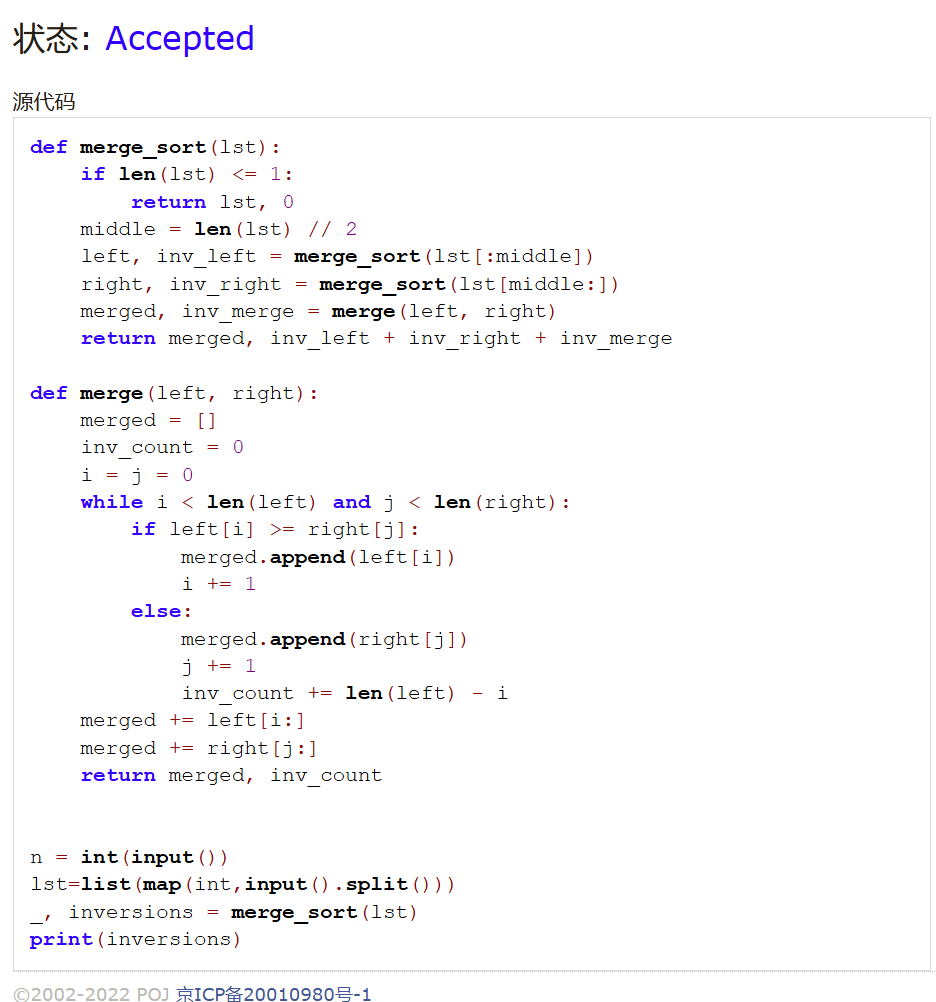 状态: Accepted
源代码
def merge_sort(lst):
    if len(lst) <= 1:
        return lst, 0
    middle = len(lst) // 2
    left, inv_left = merge_sort(lst[:middle])
    right, inv_right = merge_sort(lst[middle:])
    merged, inv_merge = merge(left, right)
    return merged, inv_left + inv_right + inv_merge

def merge(left, right):
    merged = []
    inv_count = 0
    i = j = 0
    while i < len(left) and j < len(right):
        if left[i] >= right[j]:
            merged.append(left[i])
            i += 1
        else:
            merged.append(right[j])
            j += 1
            inv_count += len(left) - i
    merged += left[i:]
    merged += right[j:]
    return merged, inv_count


n = int(input())
lst=list(map(int,input().split()))
_, inversions = merge_sort(lst)
print(inversions)
©2002-2022 POJ 京ICP备20010980号-1